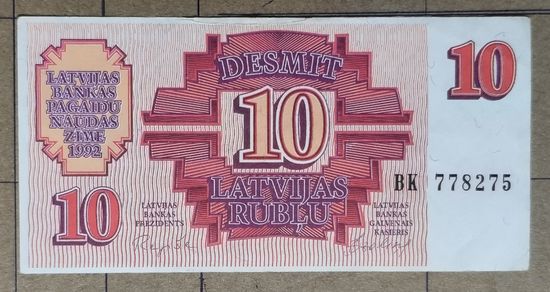 LATVIJAS
BANKAS
PAGAIDU
NAUDAS
ZĪME
1992
DESMIT
10
10
LATVIJAS
RUBĻU
10
BK 778275
LATVIJAS
BANKAS
PREZIDENTS
LATVIJAS
BANKAS
GALVENAIS
KASIERIS